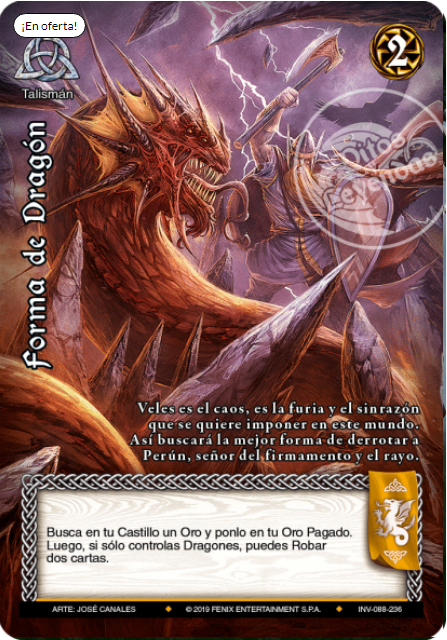 ¡En oferta!
2
Talismán
Forma de Dragón
Veles es el caos, es la furia y el sinrazón
que se quiere imponer en este mundo.
Así buscará la mejor forma de derrotar a
Perún, señor del firmamento y el rayo.
Busca en tu Castillo un Oro y ponlo en tu Oro Pagado.
Luego, si sólo controlas Dragones, puedes Robar
dos cartas.
ARTE: JOSÉ CANALES ♦ © 2019 FENIX ENTERTAINMENT S.P.A. ♦ INV-088-236